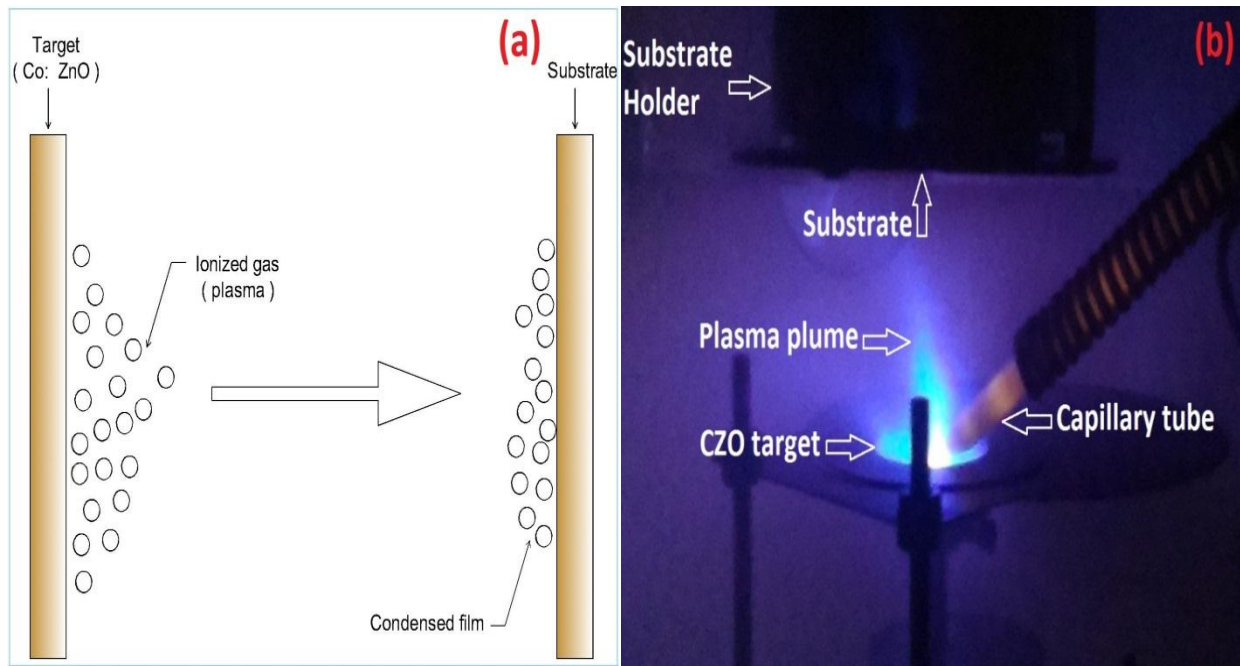 (a)
Target
( Co: ZnO )
Substrate
Ionized gas
( plasma )
Condensed film
(b)
Substrate
Holder
Substrate
Plasma plume
CZO target
Capillary tube